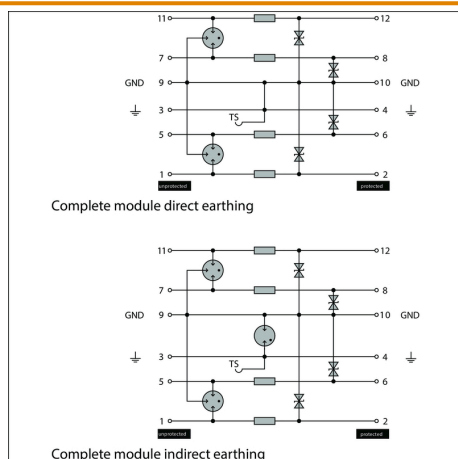 11 12
7 8
GND 9 10 GND
3 4
TS
5 6
1 2
unprotected protected
Complete module direct earthing
11 12
7 8
GND 9 10 GND
3 4
TS
5 6
1 2
unprotected protected
Complete module indirect earthing